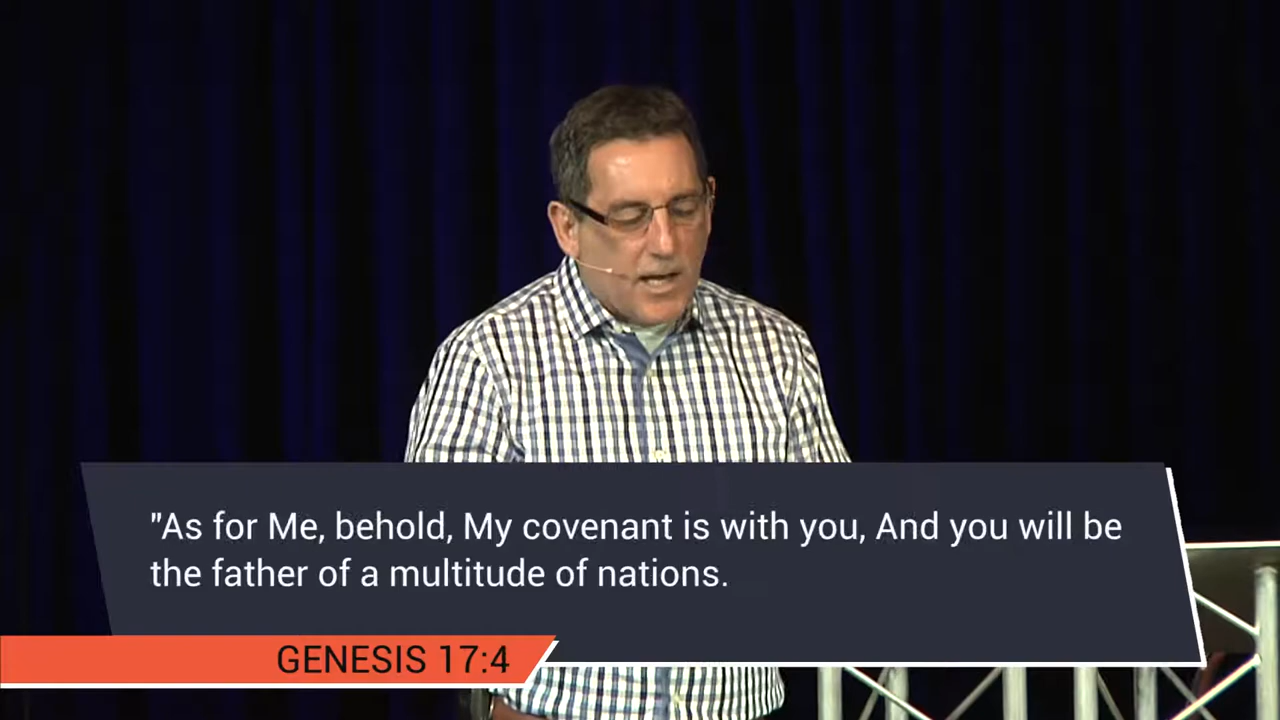 "As for Me, behold, My covenant is with you, And you will be
the father of a multitude of nations.
GENESIS 17:4